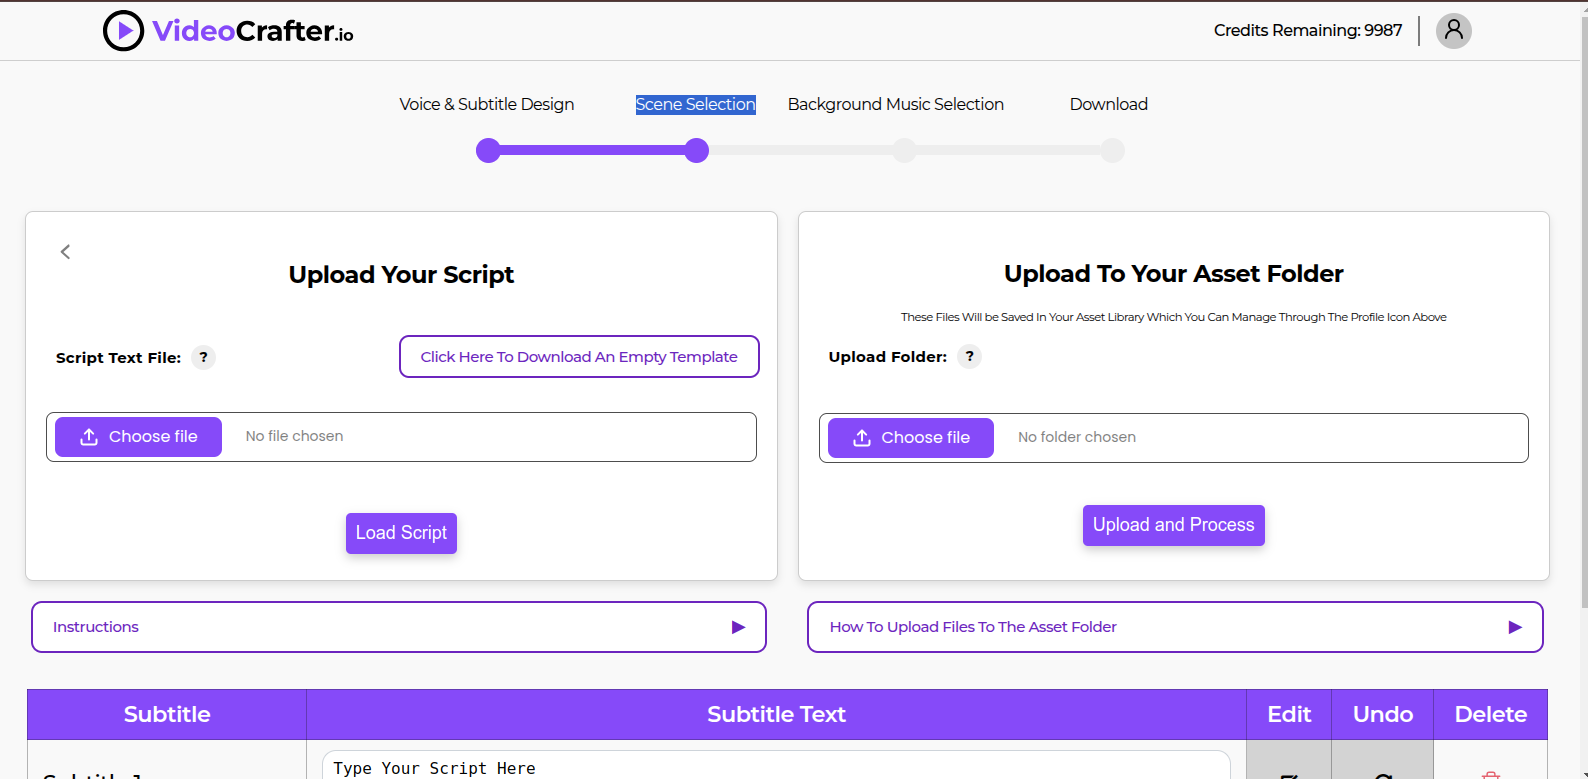 VideoCrafter.io
Credits Remaining: 9987
Voice & Subtitle Design
Scene Selection
Background Music Selection
Download
Upload Your Script
Script Text File: ?
Click Here To Download An Empty Template
Choose file
No file chosen
Load Script
Upload To Your Asset Folder
These Files Will be Saved In Your Asset Library Which You Can Manage Through The Profile Icon Above
Upload Folder: ?
Choose file
No folder chosen
Upload and Process
Instructions
How To Upload Files To The Asset Folder
Subtitle
Subtitle Text
Edit
Undo
Delete
Type Your Script Here